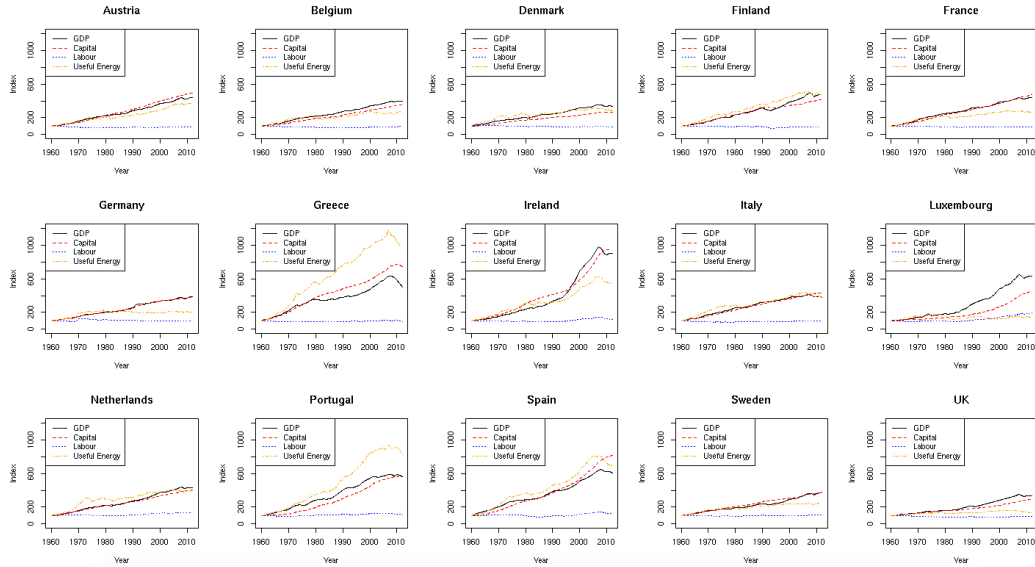 Austria
GDP
Capital
Labour
Useful Energy
Index
0 200 600 1000
1960 1970 1980 1990 2000 2010
Year
Belgium
GDP
Capital
Labour
Useful Energy
Index
0 200 600 1000
1960 1970 1980 1990 2000 2010
Year
Denmark
GDP
Capital
Labour
Useful Energy
Index
0 200 600 1000
1960 1970 1980 1990 2000 2010
Year
Finland
GDP
Capital
Labour
Useful Energy
Index
0 200 600 1000
1960 1970 1980 1990 2000 2010
Year
France
GDP
Capital
Labour
Useful Energy
Index
0 200 600 1000
1960 1970 1980 1990 2000 2010
Year
Germany
GDP
Capital
Labour
Useful Energy
Index
0 200 600 1000
1960 1970 1980 1990 2000 2010
Year
Greece
GDP
Capital
Labour
Useful Energy
Index
0 200 600 1000
1960 1970 1980 1990 2000 2010
Year
Ireland
GDP
Capital
Labour
Useful Energy
Index
0 200 600 1000
1960 1970 1980 1990 2000 2010
Year
Italy
GDP
Capital
Labour
Useful Energy
Index
0 200 600 1000
1960 1970 1980 1990 2000 2010
Year
Luxembourg
GDP
Capital
Labour
Useful Energy
Index
0 200 600 1000
1960 1970 1980 1990 2000 2010
Year
Netherlands
GDP
Capital
Labour
Useful Energy
Index
0 200 600 1000
1960 1970 1980 1990 2000 2010
Year
Portugal
GDP
Capital
Labour
Useful Energy
Index
0 200 600 1000
1960 1970 1980 1990 2000 2010
Year
Spain
GDP
Capital
Labour
Useful Energy
Index
0 200 600 1000
1960 1970 1980 1990 2000 2010
Year
Sweden
GDP
Capital
Labour
Useful Energy
Index
0 200 600 1000
1960 1970 1980 1990 2000 2010
Year
UK
GDP
Capital
Labour
Useful Energy
Index
0 200 600 1000
1960 1970 1980 1990 2000 2010
Year